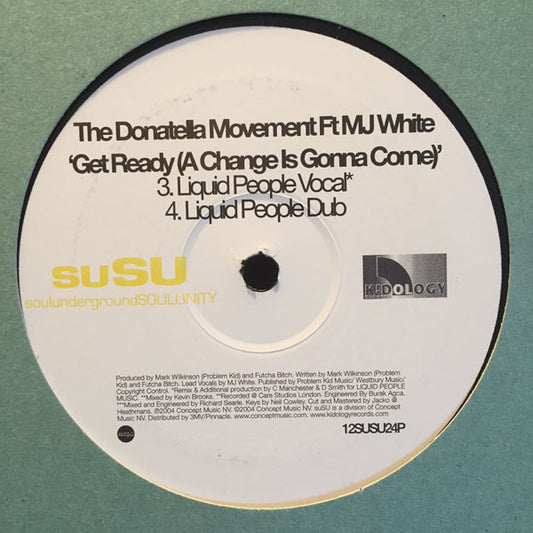 The Donatella Movement Ft MJ White
'Get Ready (A Change Is Gonna Come)'
3. Liquid People Vocal*
4. Liquid People Dub
suSU
soulundergroundSOULUNITY
KIDOLOGY
Produced by Mark Wilkinson (Problem Kid) and Futcha Bitch. Written by Mark Wilkinson (Problem
Kid) and Futcha Bitch. Lead Vocals by MJ White. Published by Problem Kid Music/ Westbury Music/
Copyright Control. *Remix & Additional production by C Manchester & D Smith for LIQUID PEOPLE
MUSIC. **Mixed by Kevin Brooks. **Recorded @ Care Studios London. Engineered By Burak Agca.
***Mixed and Engineered by Richard Searle. Keys by Neil Cowley. Cut and Mastered by Jacko @
Heathmans. ℗2004 Concept Music NV. ©2004 Concept Music NV. suSU is a division of Concept
Music NV. Distributed by 3MV/Pinnacle. www.conceptmusic.com. www.kidologyrecords.com
12SUSU24P